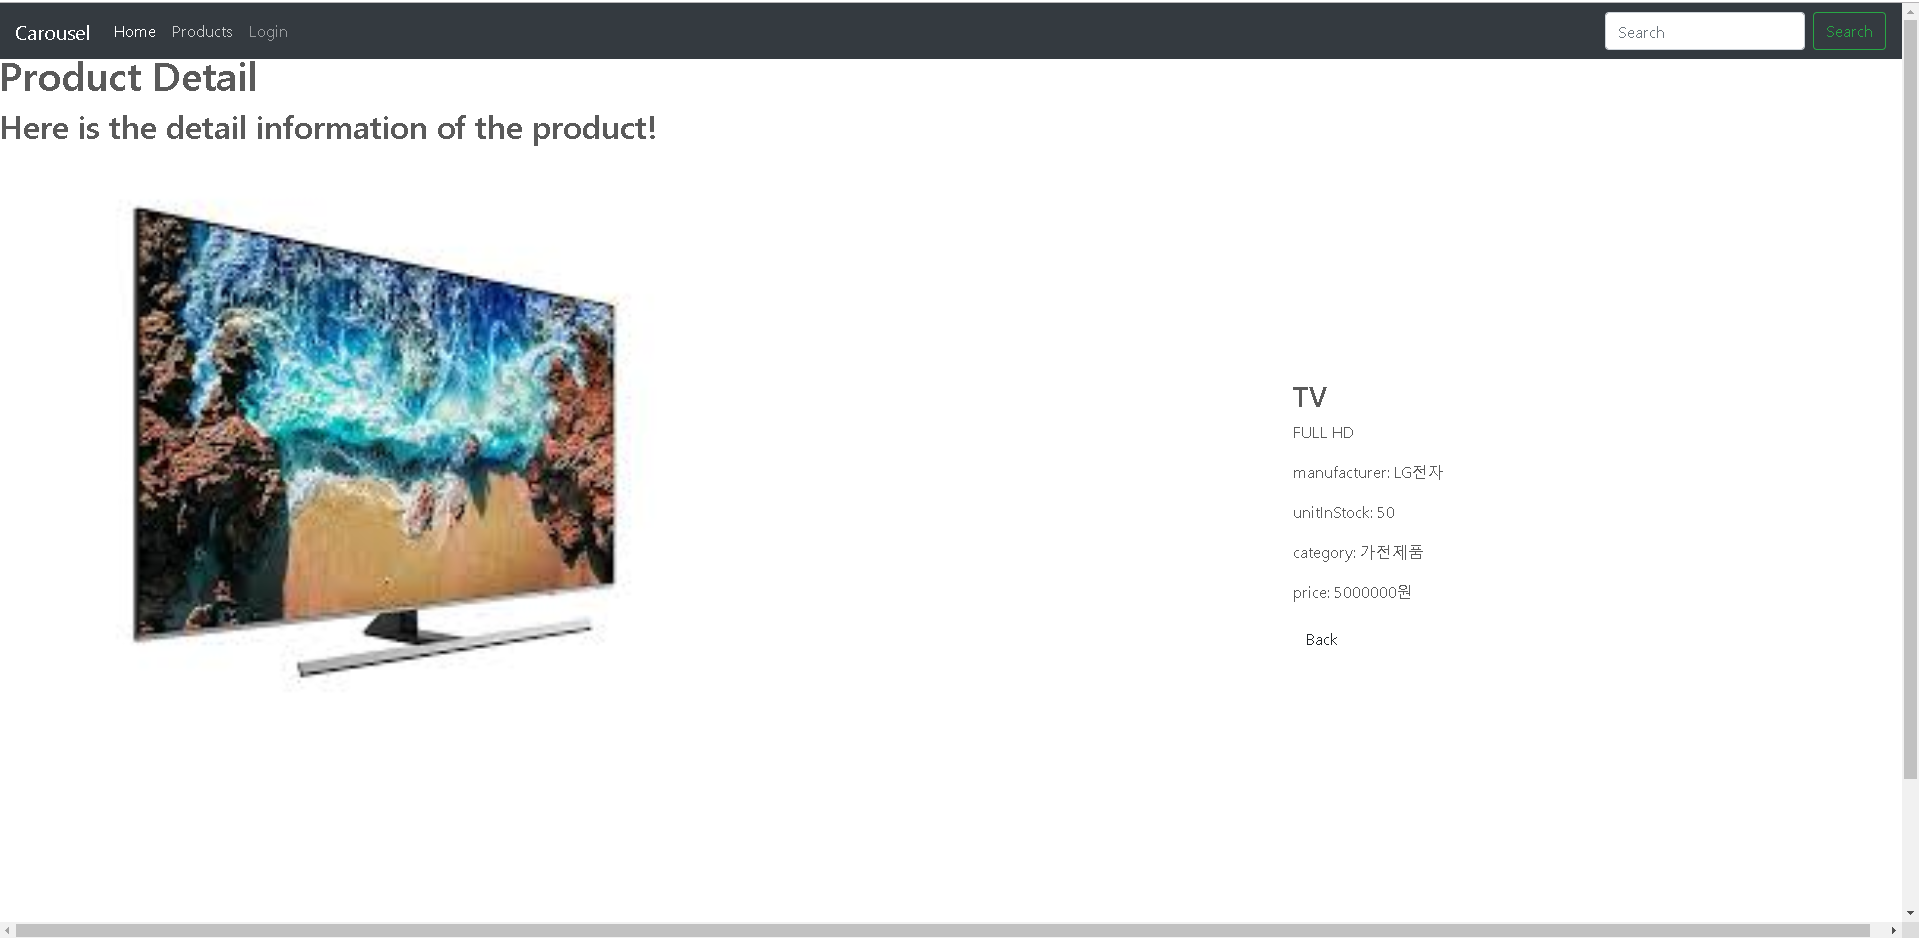 Carousel Home Products Login Search Search
Product Detail
Here is the detail information of the product!
TV
FULL HD
manufacturer: LG전자
unitInStock: 50
category: 가전제품
price: 5000000원
Back